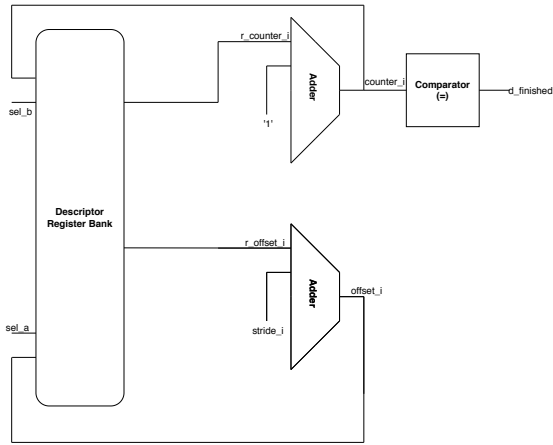 r_counter_i
Adder
'1'
counter_i
Comparator
(=)
d_finished
sel_b
Descriptor
Register Bank
r_offset_i
Adder
stride_i
offset_i
sel_a